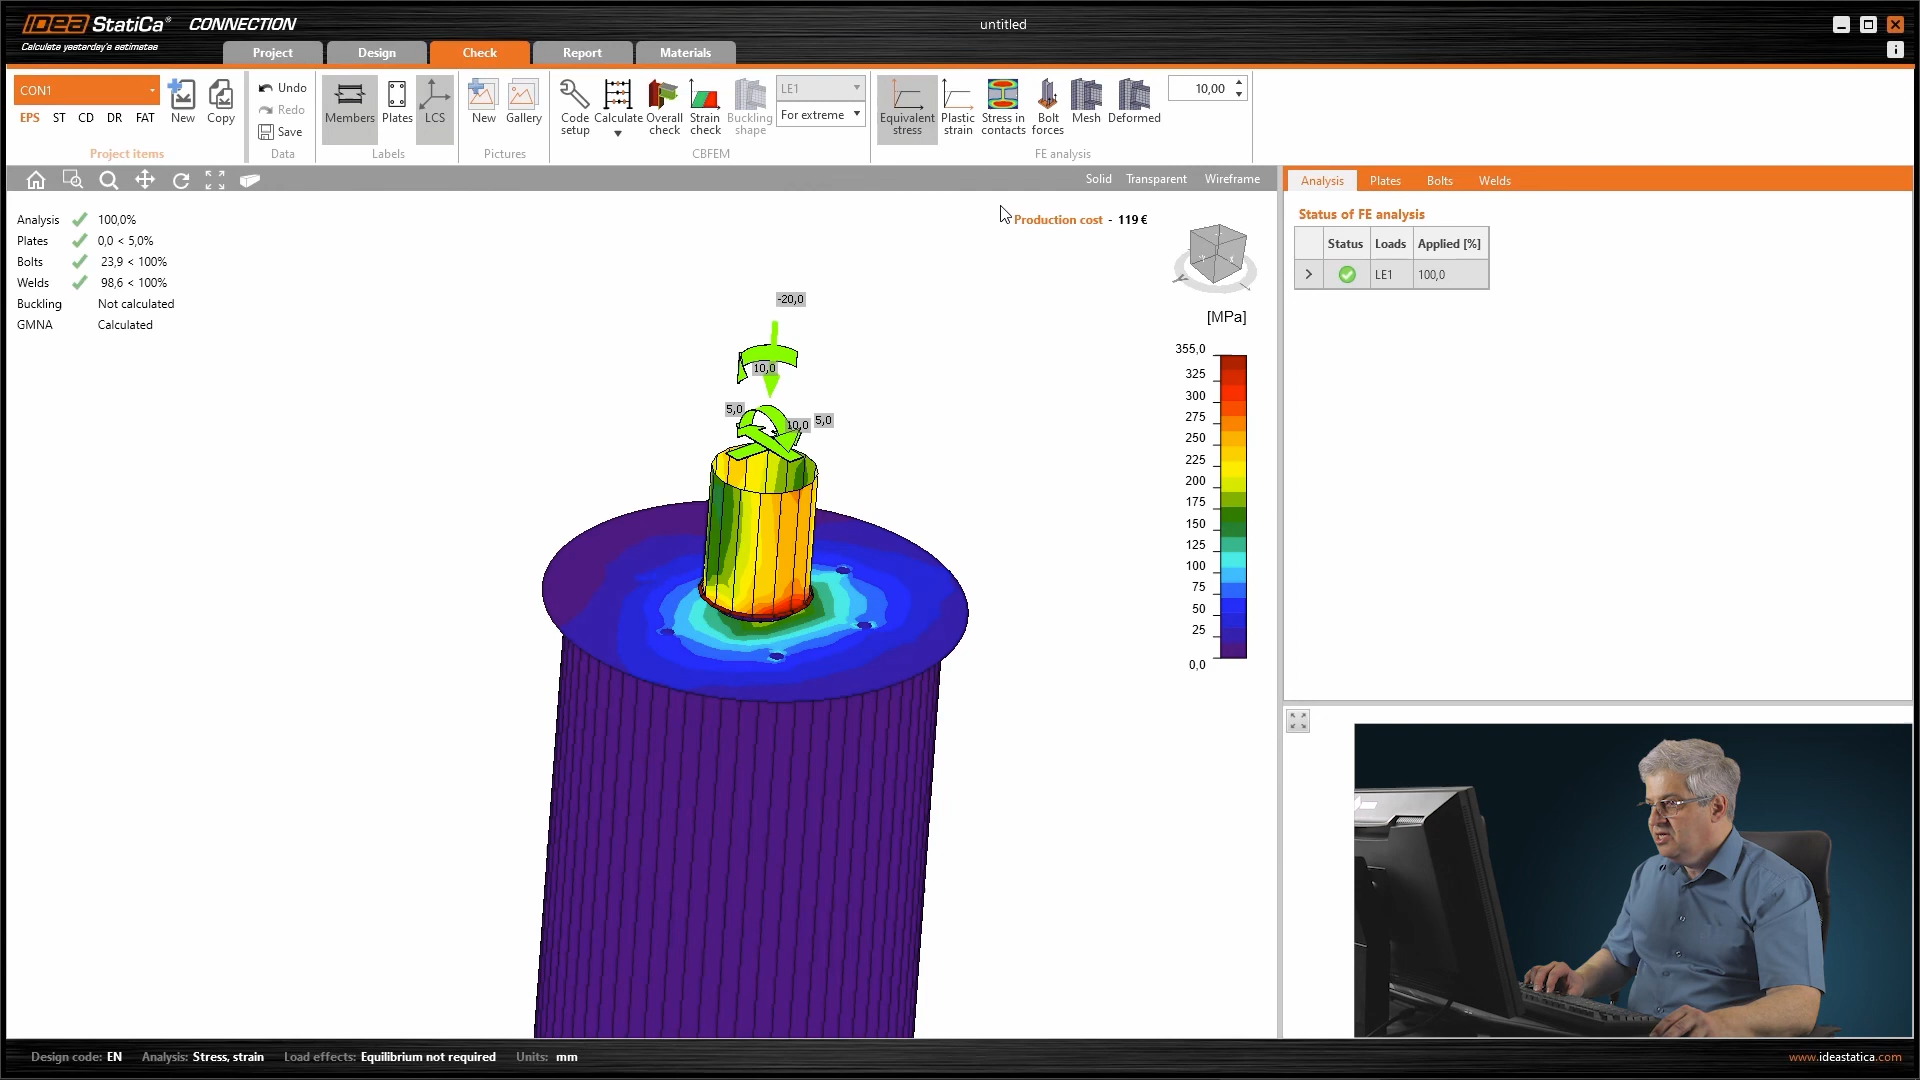 IDEA StatiCa® CONNECTION
Calculate yesterday's estimates
untitled
i
Project Design Check Report Materials
CON1
EPS ST CD DR FAT
New
Copy
Project items
Undo
Redo
Save
Data
Members
Plates
LCS
Labels
New
Gallery
Pictures
Code setup
Calculate
Overall check
Strain check
Buckling shape
LE1
For extreme
CBFEM
Equivalent stress
Plastic strain
Stress in contacts
Bolt forces
Mesh
Deformed
10,00
FE analysis
Solid Transparent Wireframe
Analysis 100,0%
Plates 0,0 < 5,0%
Bolts 23,9 < 100%
Welds 98,6 < 100%
Buckling Not calculated
GMNA Calculated
Production cost - 119 €
-20,0
10,0
5,0
10,0
5,0
[MPa]
355,0
325
300
275
250
225
200
175
150
125
100
75
50
25
0,0
Analysis Plates Bolts Welds
Status of FE analysis
Status Loads Applied [%]
LE1 100,0
Design code: EN Analysis: Stress, strain Load effects: Equilibrium not required Units: mm
www.ideastatica.com